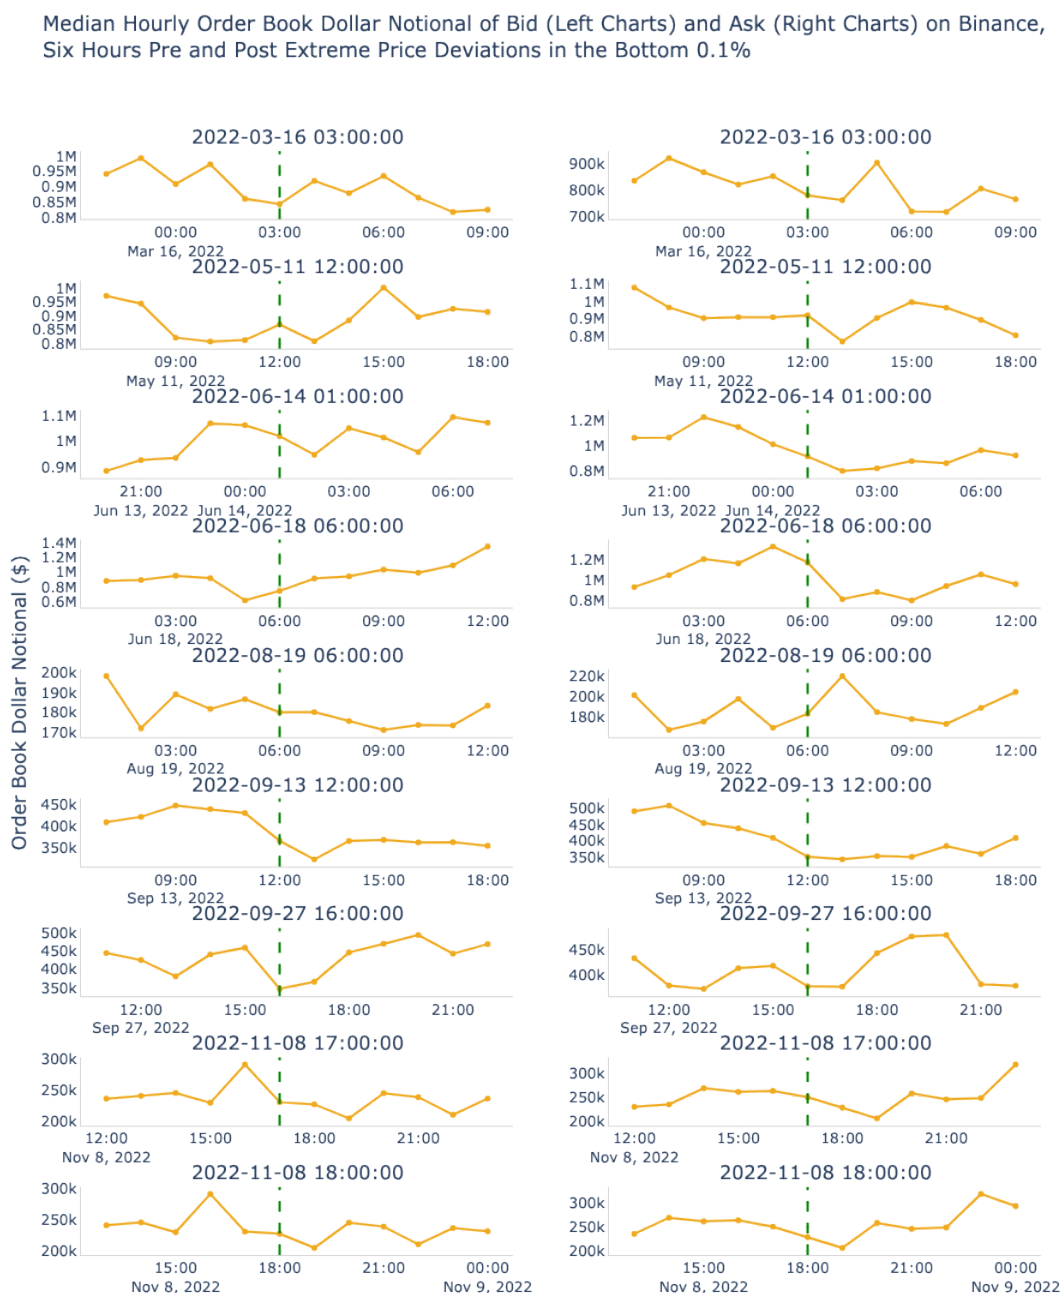 Median Hourly Order Book Dollar Notional of Bid (Left Charts) and Ask (Right Charts) on Binance,
Six Hours Pre and Post Extreme Price Deviations in the Bottom 0.1%
Order Book Dollar Notional ($)
2022-03-16 03:00:00
1M
0.95M
0.9M
0.85M
0.8M
00:00 03:00 06:00 09:00
Mar 16, 2022
2022-03-16 03:00:00
900k
800k
700k
00:00 03:00 06:00 09:00
Mar 16, 2022
2022-05-11 12:00:00
1M
0.95M
0.9M
0.85M
0.8M
09:00 12:00 15:00 18:00
May 11, 2022
2022-05-11 12:00:00
1.1M
1M
0.9M
0.8M
09:00 12:00 15:00 18:00
May 11, 2022
2022-06-14 01:00:00
1.1M
1M
0.9M
21:00 00:00 03:00 06:00
Jun 13, 2022 Jun 14, 2022
2022-06-14 01:00:00
1.2M
1M
0.8M
21:00 00:00 03:00 06:00
Jun 13, 2022 Jun 14, 2022
2022-06-18 06:00:00
1.4M
1.2M
1M
0.8M
0.6M
03:00 06:00 09:00 12:00
Jun 18, 2022
2022-06-18 06:00:00
1.2M
1M
0.8M
03:00 06:00 09:00 12:00
Jun 18, 2022
2022-08-19 06:00:00
200k
190k
180k
170k
03:00 06:00 09:00 12:00
Aug 19, 2022
2022-08-19 06:00:00
220k
200k
180k
03:00 06:00 09:00 12:00
Aug 19, 2022
2022-09-13 12:00:00
450k
400k
350k
09:00 12:00 15:00 18:00
Sep 13, 2022
2022-09-13 12:00:00
500k
450k
400k
350k
09:00 12:00 15:00 18:00
Sep 13, 2022
2022-09-27 16:00:00
500k
450k
400k
350k
12:00 15:00 18:00 21:00
Sep 27, 2022
2022-09-27 16:00:00
450k
400k
12:00 15:00 18:00 21:00
Sep 27, 2022
2022-11-08 17:00:00
300k
250k
200k
12:00 15:00 18:00 21:00
Nov 8, 2022
2022-11-08 17:00:00
300k
250k
200k
12:00 15:00 18:00 21:00
Nov 8, 2022
2022-11-08 18:00:00
300k
250k
200k
15:00 18:00 21:00 00:00
Nov 8, 2022 Nov 9, 2022
2022-11-08 18:00:00
300k
250k
200k
15:00 18:00 21:00 00:00
Nov 8, 2022 Nov 9, 2022